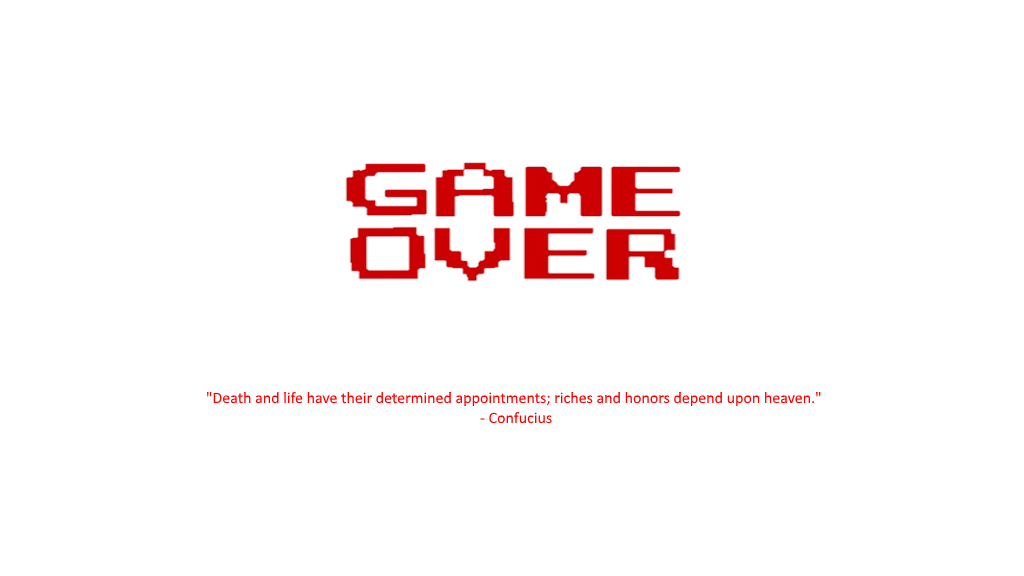 GAME
OVER
"Death and life have their determined appointments; riches and honors depend upon heaven."
- Confucius